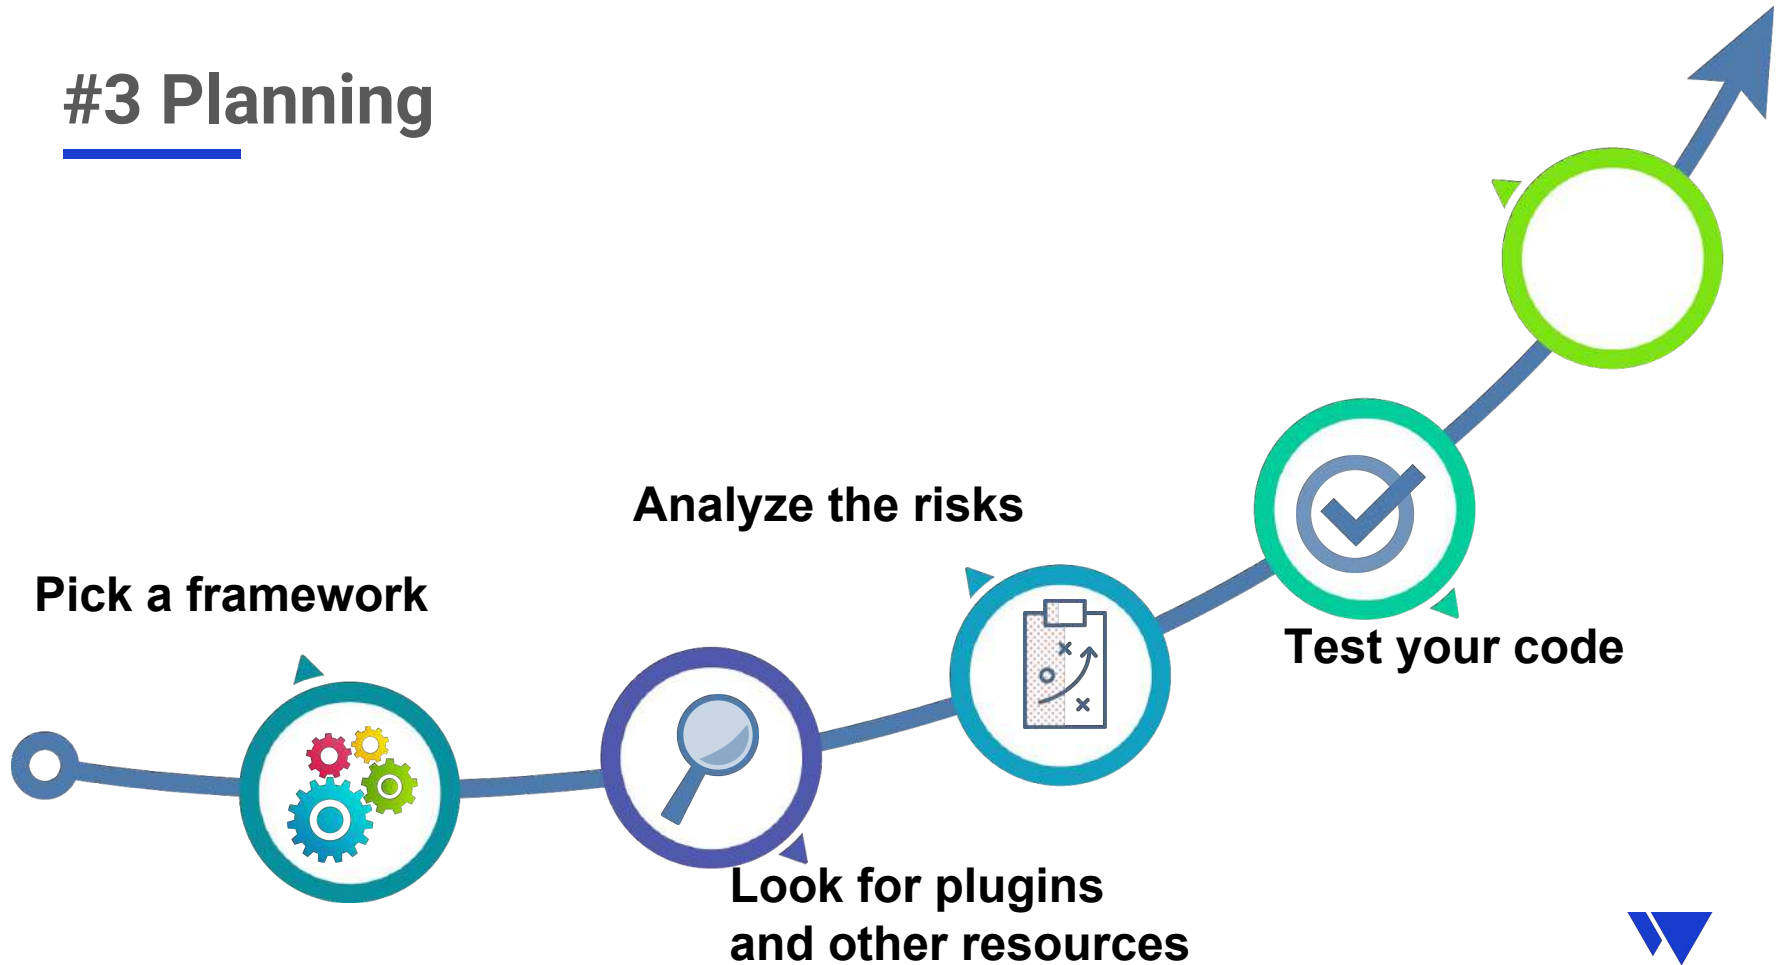 #3 Planning
Pick a framework
Look for plugins
and other resources
Analyze the risks
Test your code